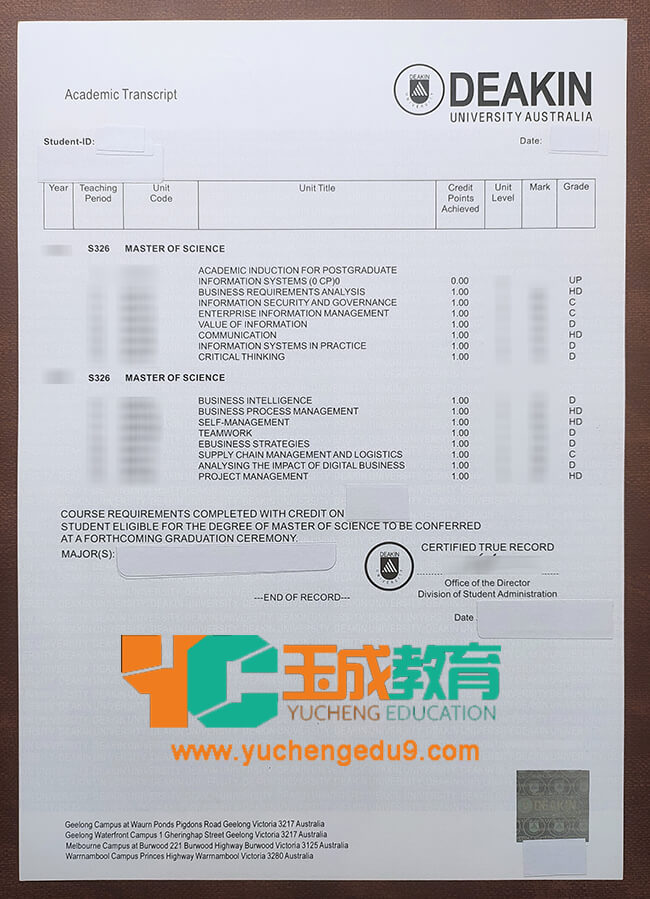 Academic Transcript
DEAKIN
DEAKIN
UNIVERSITY AUSTRALIA
Student-ID:
Date:
Year Teaching Period Unit Code Unit Title Credit Points Achieved Unit Level Mark Grade
S326 MASTER OF SCIENCE
ACADEMIC INDUCTION FOR POSTGRADUATE
INFORMATION SYSTEMS (0 CP)0 0.00 UP
BUSINESS REQUIREMENTS ANALYSIS 1.00 HD
INFORMATION SECURITY AND GOVERNANCE 1.00 C
ENTERPRISE INFORMATION MANAGEMENT 1.00 C
VALUE OF INFORMATION 1.00 D
COMMUNICATION 1.00 HD
INFORMATION SYSTEMS IN PRACTICE 1.00 D
CRITICAL THINKING 1.00 D
S326 MASTER OF SCIENCE
BUSINESS INTELLIGENCE 1.00 D
BUSINESS PROCESS MANAGEMENT 1.00 HD
SELF-MANAGEMENT 1.00 HD
TEAMWORK 1.00 D
EBUSINESS STRATEGIES 1.00 D
SUPPLY CHAIN MANAGEMENT AND LOGISTICS 1.00 C
ANALYSING THE IMPACT OF DIGITAL BUSINESS 1.00 D
PROJECT MANAGEMENT 1.00 HD
COURSE REQUIREMENTS COMPLETED WITH CREDIT ON
STUDENT ELIGIBLE FOR THE DEGREE OF MASTER OF SCIENCE TO BE CONFERRED
AT A FORTHCOMING GRADUATION CEREMONY.
MAJOR(S):
DEAKIN
CERTIFIED TRUE RECORD
Office of the Director
Division of Student Administration
---END OF RECORD---
Date
YC玉成教育
YUCHENG EDUCATION
www.yuchengedu9.com
DEAKIN
Geelong Campus at Waurn Ponds Pigdons Road Geelong Victoria 3217 Australia
Geelong Waterfront Campus 1 Gheringhap Street Geelong Victoria 3217 Australia
Melbourne Campus at Burwood 221 Burwood Highway Burwood Victoria 3125 Australia
Warrnambool Campus Princes Highway Warrnambool Victoria 3280 Australia